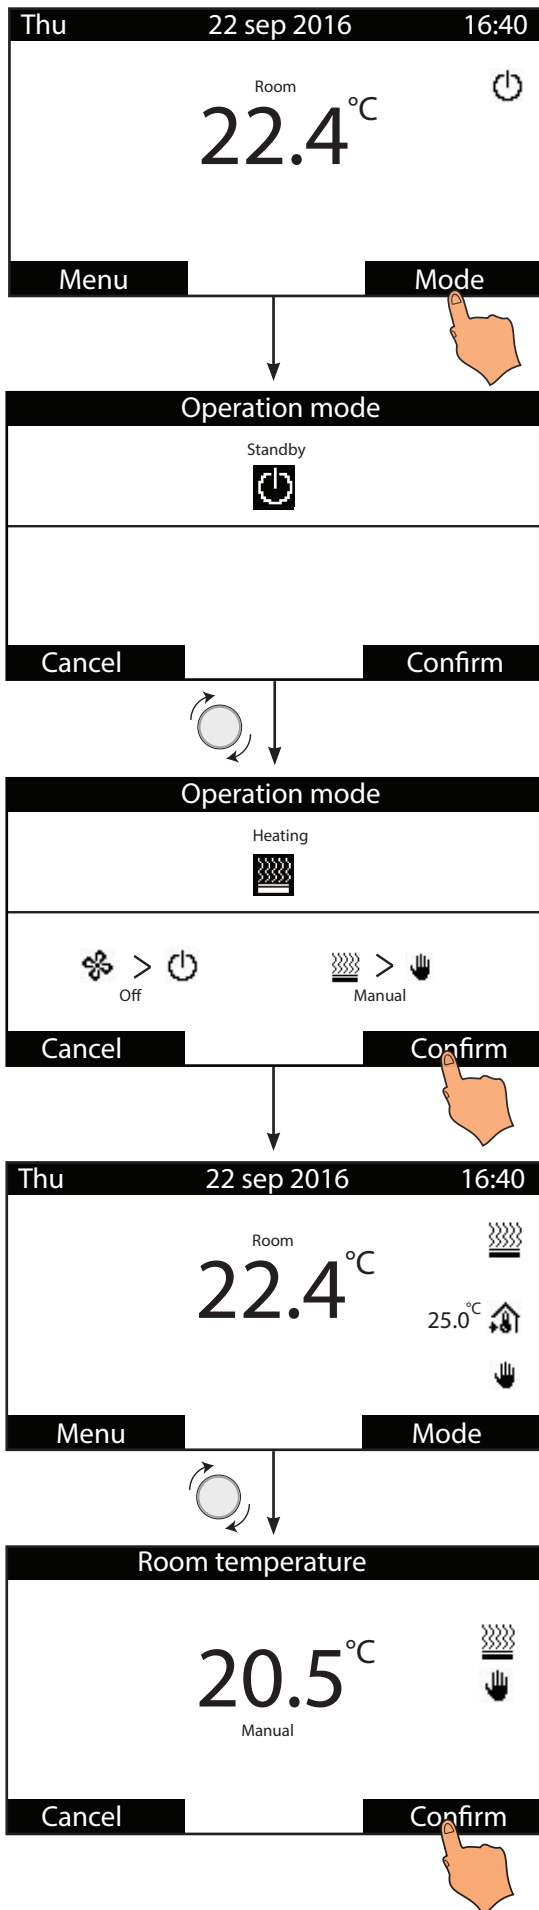 Thu 22 sep 2016 16:40
Room
22.4°C
Menu Mode
Operation mode
Standby
Cancel Confirm
Operation mode
Heating
> >
Off Manual
Cancel Confirm
Thu 22 sep 2016 16:40
Room
22.4°C
25.0°C
Menu Mode
Room temperature
20.5°C
Manual
Cancel Confirm